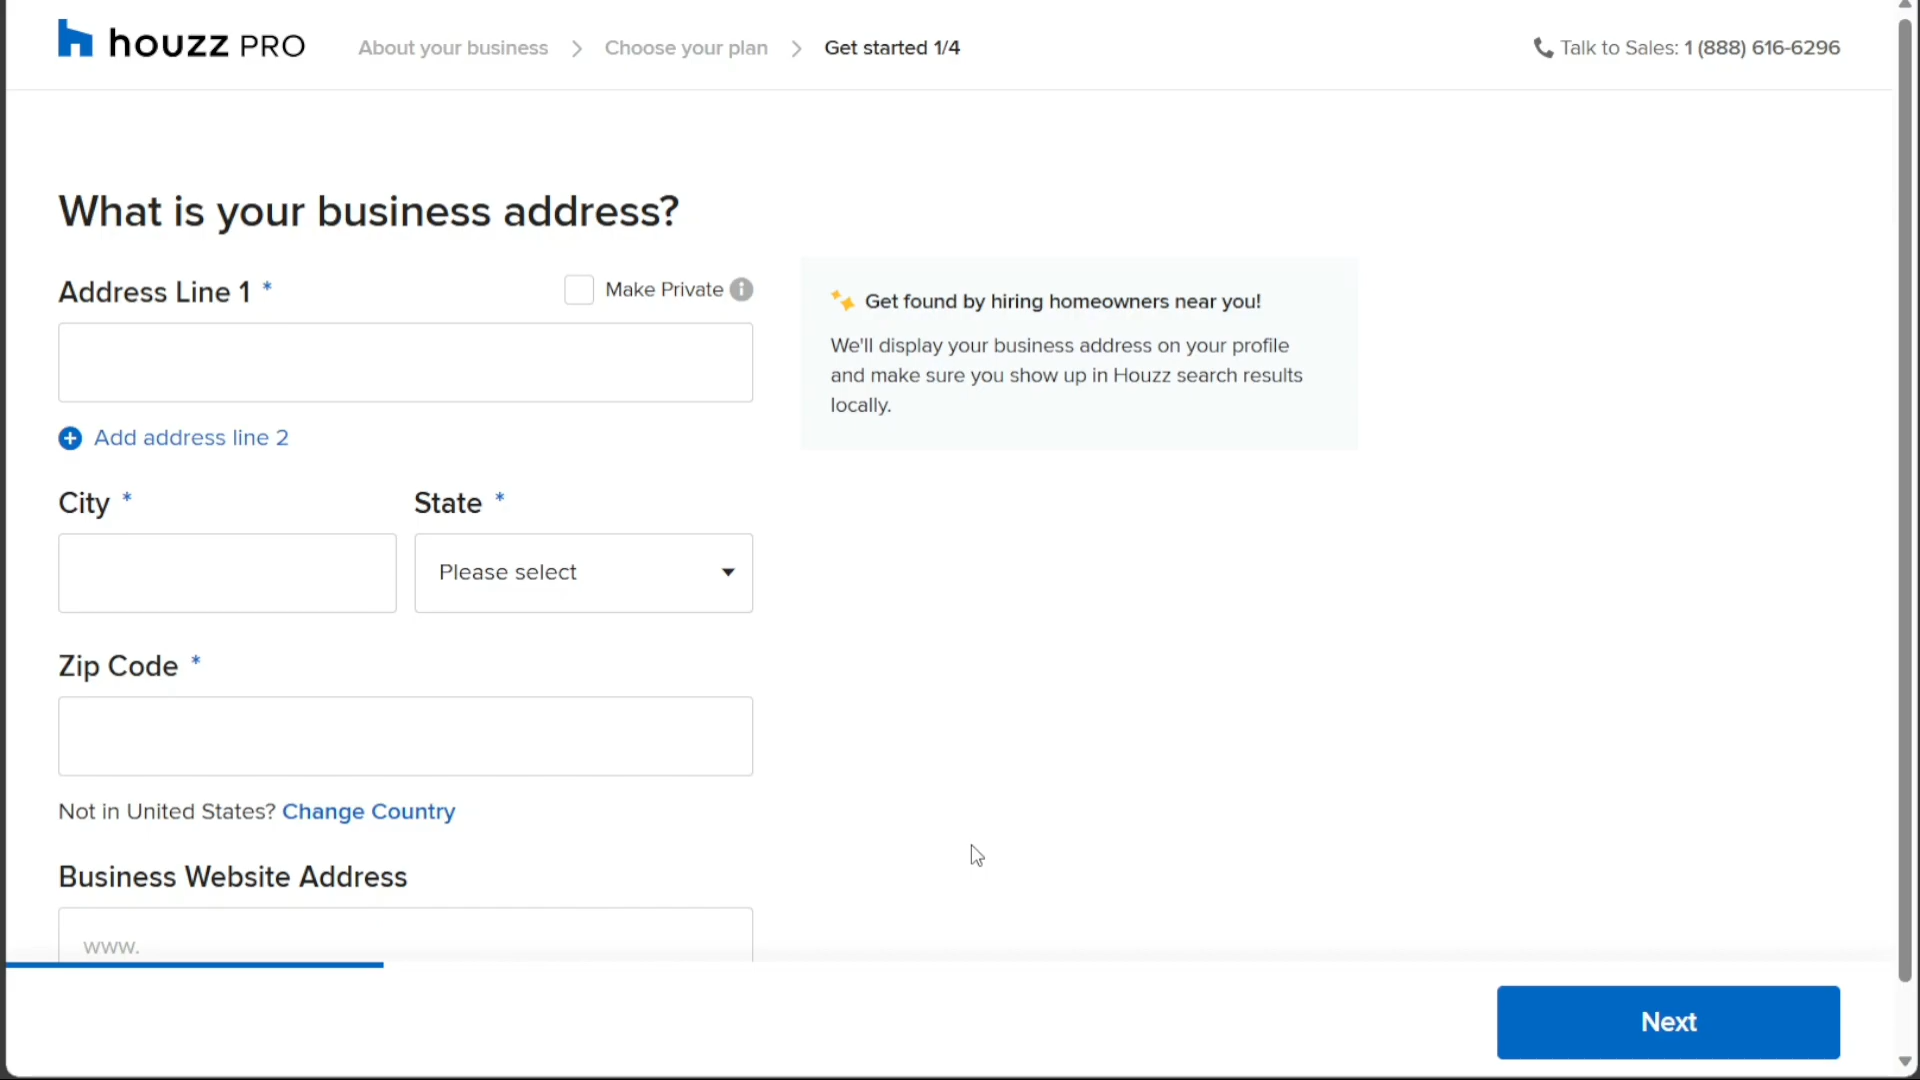 houzz PRO
About your business > Choose your plan > Get started 1/4
Talk to Sales: 1 (888) 616-6296
What is your business address?
Address Line 1 *
Make Private
Get found by hiring homeowners near you!
We'll display your business address on your profile
and make sure you show up in Houzz search results
locally.
Add address line 2
City *
State *
Please select
Zip Code *
Not in United States? Change Country
Business Website Address
www.
Next